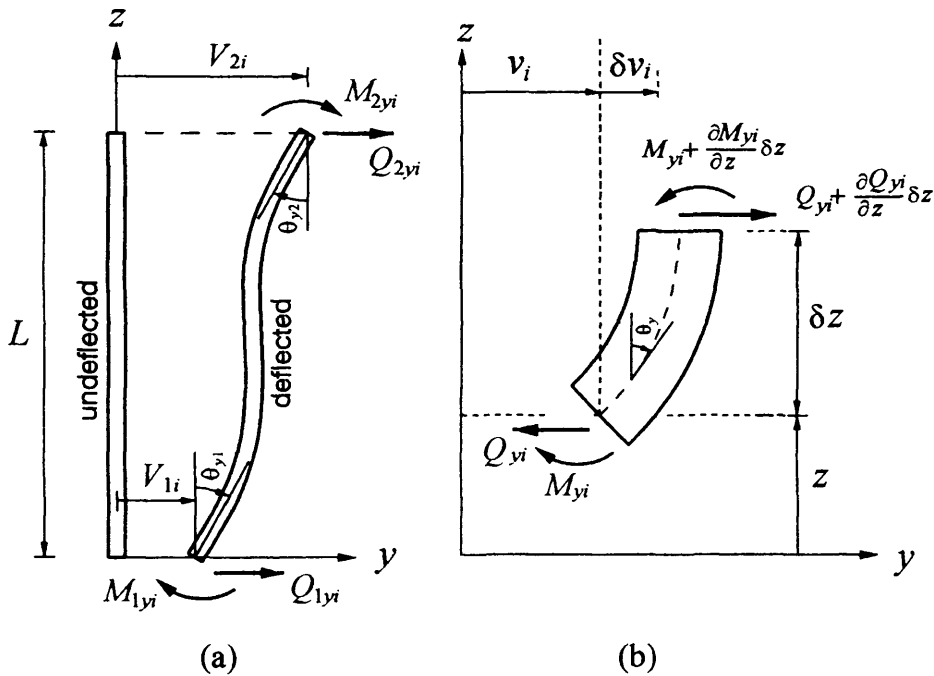 z
V2i
M2yi
Q2yi
θy2
L
undeflected
deflected
V1i
θy1
y
M1yi
Q1yi
(a)
z
vi
δvi
Myi + ∂Myi/∂z δz
Qyi + ∂Qyi/∂z δz
θy
δz
Qyi
Myi
z
y
(b)